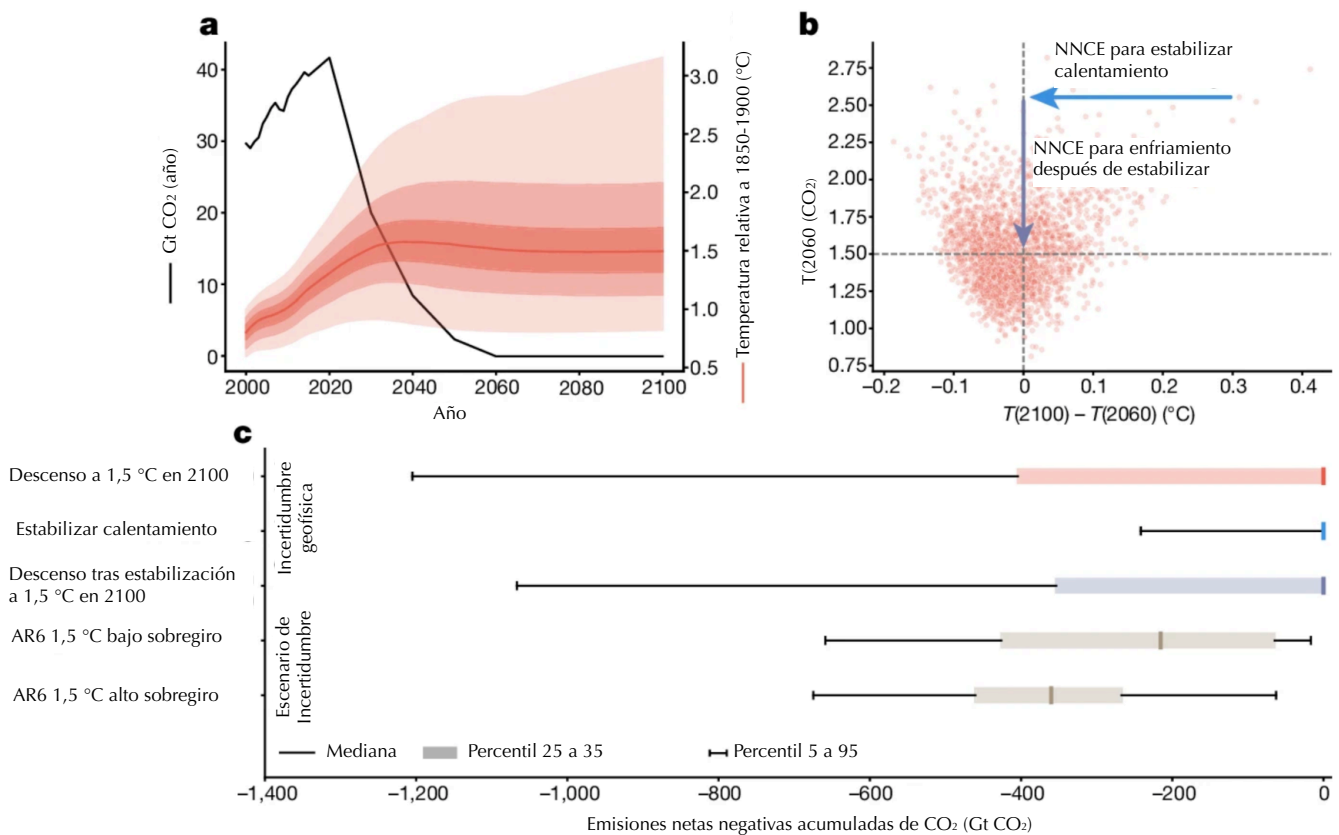 a
40
30
20
10
0
Gt CO₂ (año)
3.0
2.5
2.0
1.5
1.0
0.5
Temperatura relativa a 1850-1900 (°C)
2000
2020
2040
2060
2080
2100
Año
b
2.75
2.50
2.25
2.00
1.75
1.50
1.25
1.00
0.75
T(2060 (CO₂)
NNCE para estabilizar
calentamiento
NNCE para enfriamiento
después de estabilizar
−0.2
−0.1
0
0.1
0.2
0.3
0.4
T(2100) − T(2060) (°C)
c
Descenso a 1,5 °C en 2100
Estabilizar calentamiento
Descenso tras estabilización
a 1,5 °C en 2100
AR6 1,5 °C bajo sobregiro
AR6 1,5 °C alto sobregiro
Incertidumbre
geofísica
Escenario de
Incertidumbre
Mediana
Percentil 25 a 35
Percentil 5 a 95
−1,400
−1,200
−1,000
−800
−600
−400
−200
0
Emisiones netas negativas acumuladas de CO₂ (Gt CO₂)